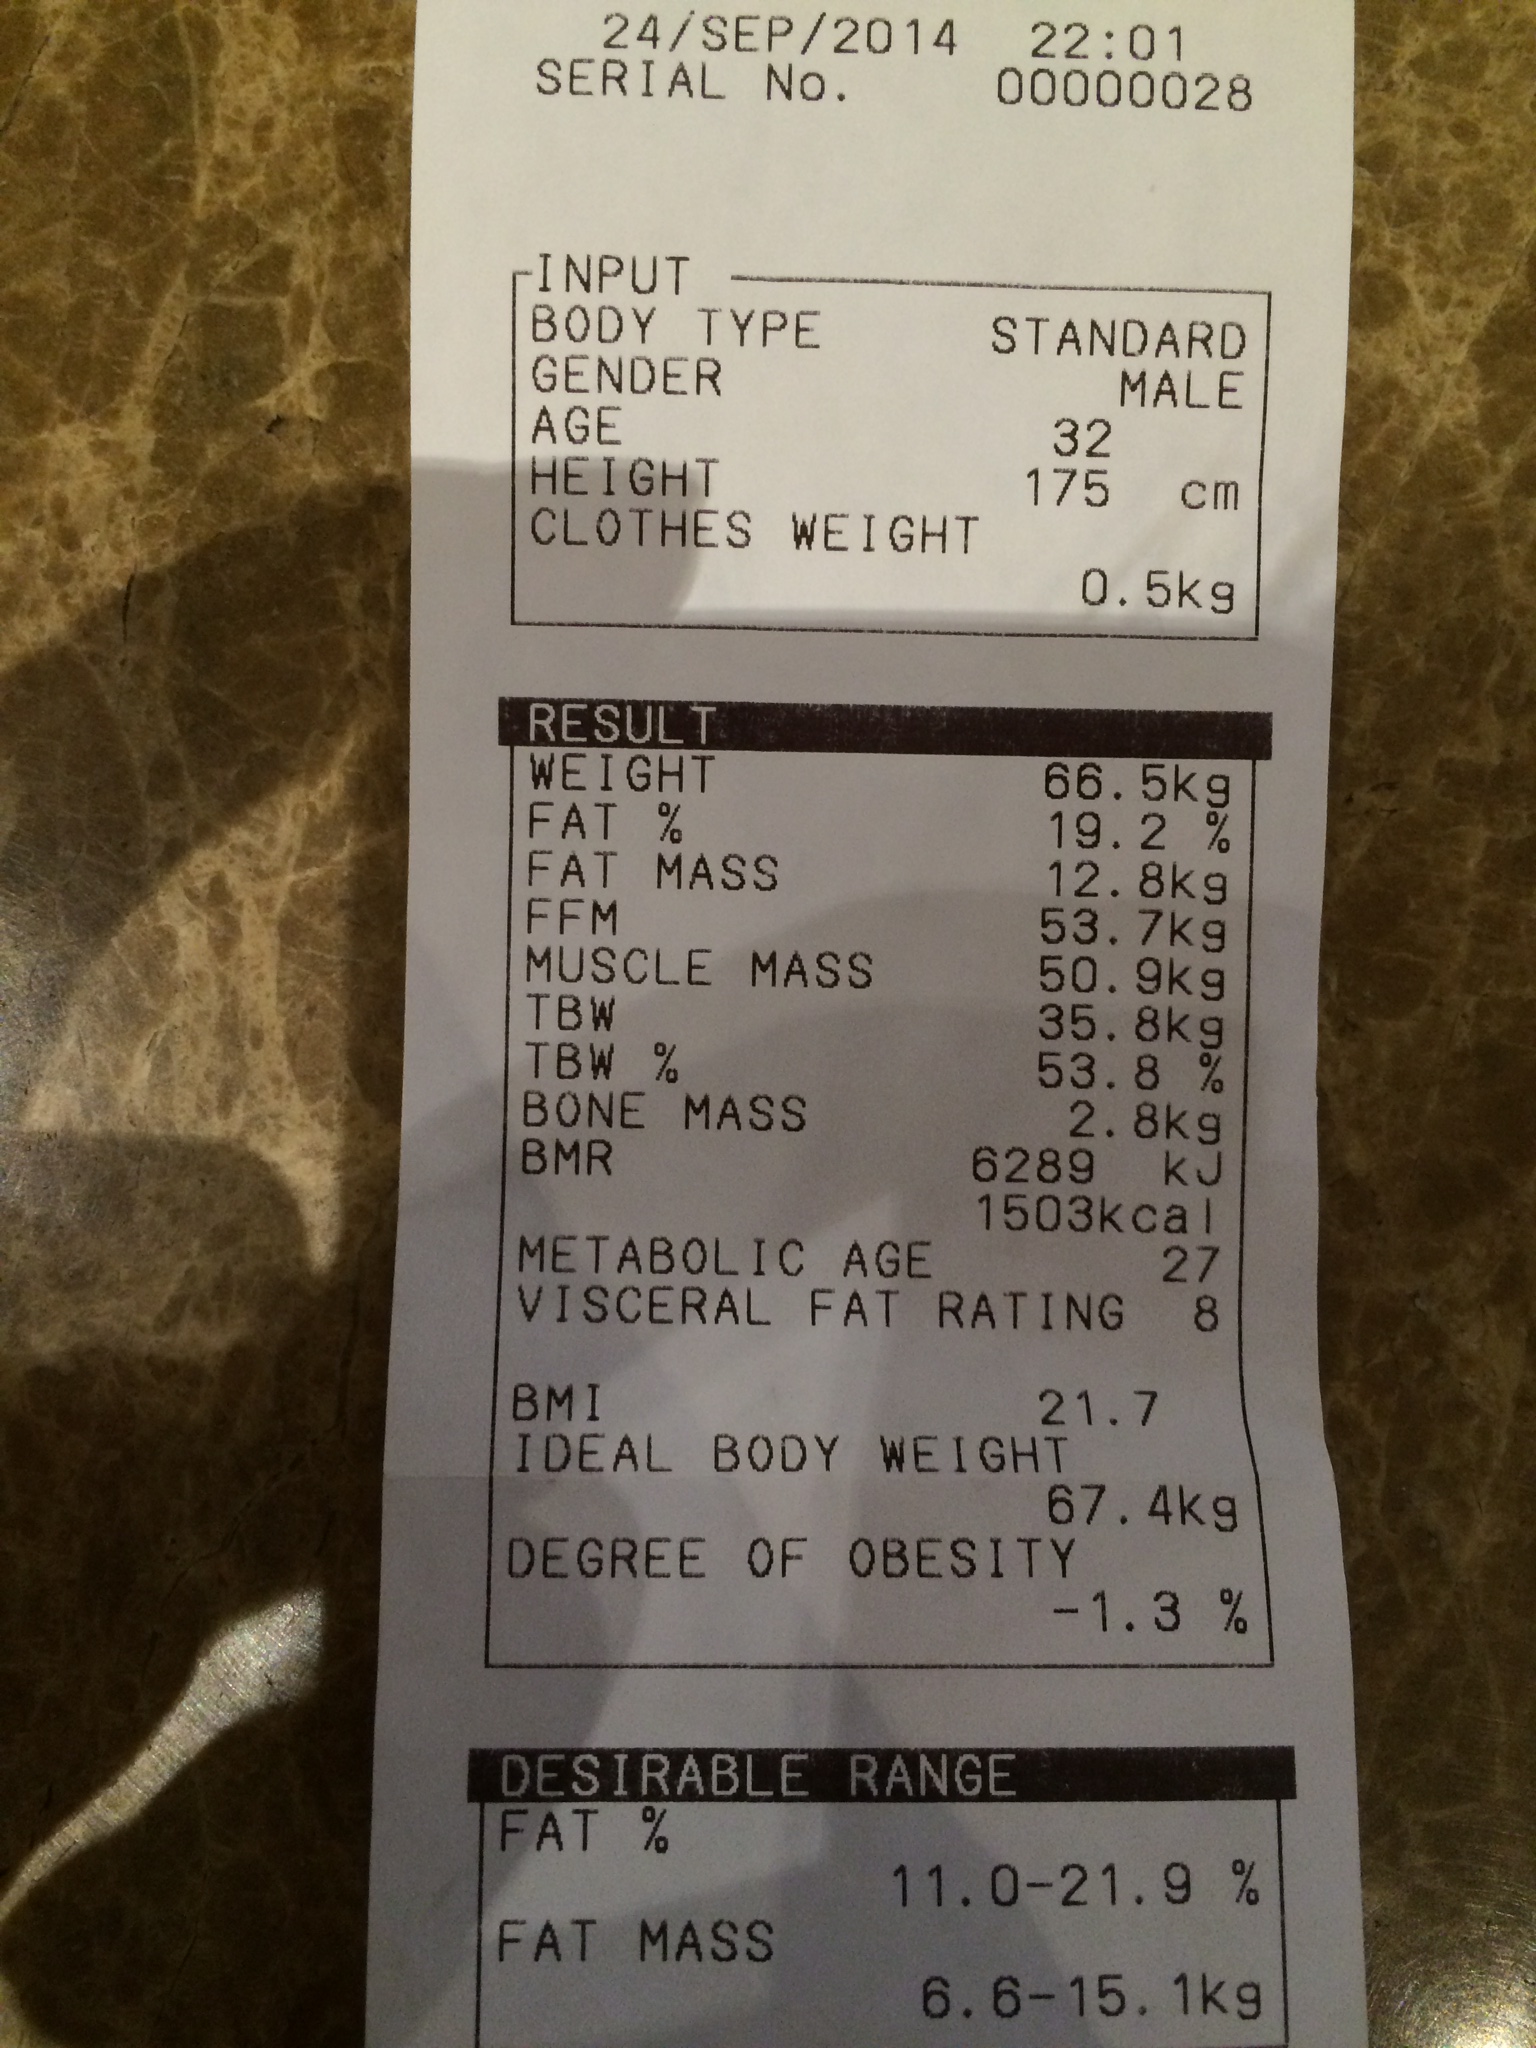 24/SEP/2014 22:01
SERIAL No. 00000028
INPUT
BODY TYPE STANDARD
GENDER MALE
AGE 32
HEIGHT 175 cm
CLOTHES WEIGHT
0.5kg
RESULT
WEIGHT 66.5kg
FAT % 19.2 %
FAT MASS 12.8kg
FFM 53.7kg
MUSCLE MASS 50.9kg
TBW 35.8kg
TBW % 53.8 %
BONE MASS 2.8kg
BMR 6289 kJ
1503kcal
METABOLIC AGE 27
VISCERAL FAT RATING 8
BMI 21.7
IDEAL BODY WEIGHT
67.4kg
DEGREE OF OBESITY
-1.3 %
DESIRABLE RANGE
FAT %
11.0-21.9 %
FAT MASS
6.6-15.1kg